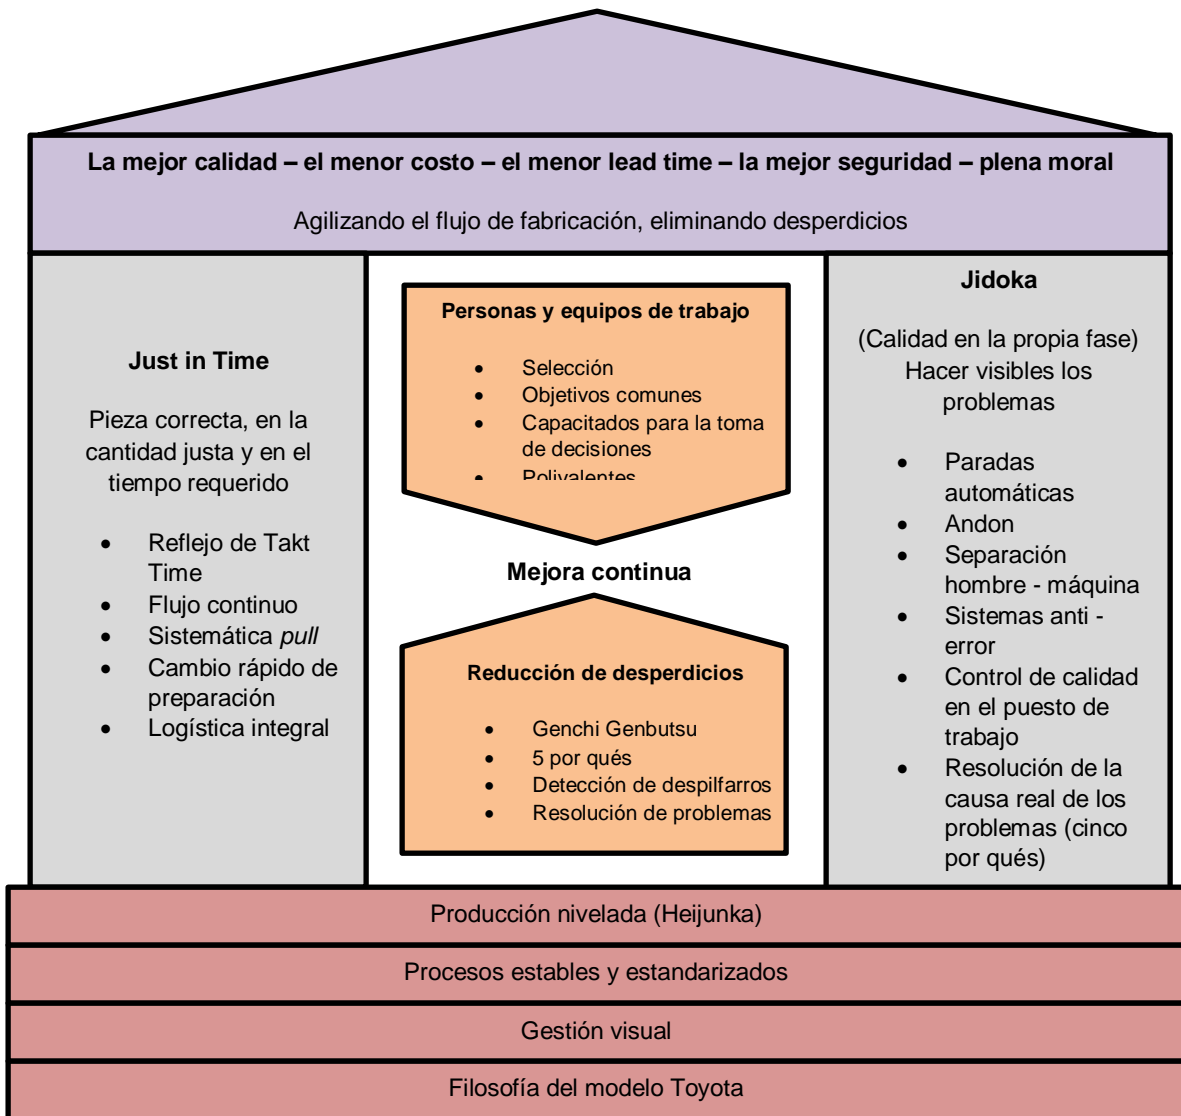 La mejor calidad – el menor costo – el menor lead time – la mejor seguridad – plena moral
Agilizando el flujo de fabricación, eliminando desperdicios
Just in Time
Pieza correcta, en la
cantidad justa y en el
tiempo requerido
• Reflejo de Takt
Time
• Flujo continuo
• Sistemática pull
• Cambio rápido de
preparación
• Logística integral
Personas y equipos de trabajo
• Selección
• Objetivos comunes
• Capacitados para la toma
de decisiones
• Polivalentes
Mejora continua
Reducción de desperdicios
• Genchi Genbutsu
• 5 por qués
• Detección de despilfarros
• Resolución de problemas
Jidoka
(Calidad en la propia fase)
Hacer visibles los
problemas
• Paradas
automáticas
• Andon
• Separación
hombre - máquina
• Sistemas anti -
error
• Control de calidad
en el puesto de
trabajo
• Resolución de la
causa real de los
problemas (cinco
por qués)
Producción nivelada (Heijunka)
Procesos estables y estandarizados
Gestión visual
Filosofía del modelo Toyota